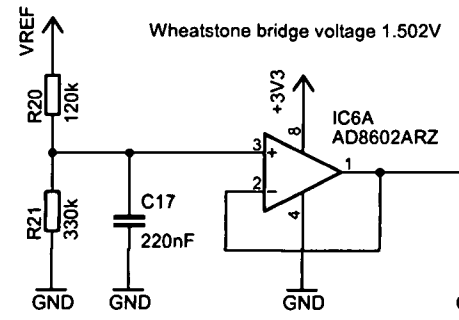 VREF
Wheatstone bridge voltage 1.502V
R20
120k
+3V3
IC6A
AD8602ARZ
8
3
+
1
2
-
4
R21
330k
C17
220nF
GND
GND
GND